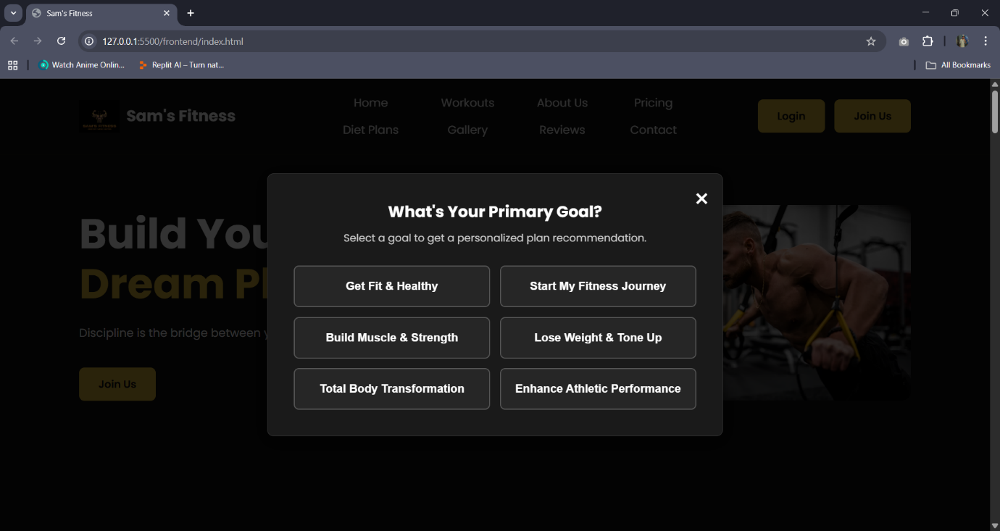 Sam's Fitness
127.0.0.1:5500/frontend/index.html
Watch Anime Onlin...
Replit AI – Turn nat...
All Bookmarks
Sam's Fitness
Home Workouts About Us Pricing
Diet Plans Gallery Reviews Contact
Login Join Us
What's Your Primary Goal?
Select a goal to get a personalized plan recommendation.
Get Fit & Healthy Start My Fitness Journey
Build Muscle & Strength Lose Weight & Tone Up
Total Body Transformation Enhance Athletic Performance
Build You
Dream P
Discipline is the bridge between y
Join Us